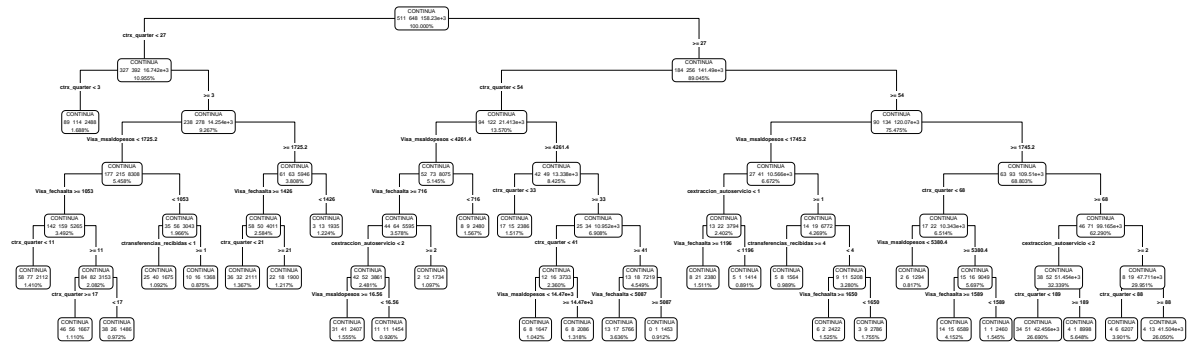 CONTINUA
511 648 158.23e+3
100.000%
ctrx_quarter < 27
>= 27
CONTINUA
327 392 16.742e+3
10.955%
CONTINUA
184 256 141.49e+3
89.045%
ctrx_quarter < 3
>= 3
ctrx_quarter < 54
>= 54
CONTINUA
89 114 2488
1.688%
CONTINUA
238 278 14.254e+3
9.267%
CONTINUA
94 122 21.413e+3
13.570%
CONTINUA
90 134 120.07e+3
75.475%
Visa_msaldopesos < 1725.2
>= 1725.2
Visa_msaldopesos < 4261.4
>= 4261.4
Visa_msaldopesos < 1745.2
>= 1745.2
CONTINUA
177 215 8308
5.458%
CONTINUA
61 63 5946
3.808%
CONTINUA
52 73 8075
5.145%
CONTINUA
42 49 13.338e+3
8.425%
CONTINUA
27 41 10.566e+3
6.672%
CONTINUA
63 93 109.51e+3
68.803%
Visa_fechaalta >= 1053
< 1053
Visa_fechaalta >= 1426
< 1426
Visa_fechaalta >= 716
< 716
ctrx_quarter < 33
>= 33
cextraccion_autoservicio < 1
>= 1
ctrx_quarter < 68
>= 68
CONTINUA
142 159 5265
3.492%
CONTINUA
35 56 3043
1.966%
CONTINUA
58 50 4011
2.584%
CONTINUA
3 13 1935
1.224%
CONTINUA
44 64 5595
3.578%
CONTINUA
8 9 2480
1.567%
CONTINUA
17 15 2386
1.517%
CONTINUA
25 34 10.952e+3
6.908%
CONTINUA
13 22 3794
2.402%
CONTINUA
14 19 6772
4.269%
CONTINUA
17 22 10.343e+3
6.514%
CONTINUA
46 71 99.165e+3
62.290%
ctrx_quarter < 11
>= 11
ctransferencias_recibidas < 1
>= 1
ctrx_quarter < 21
>= 21
cextraccion_autoservicio < 2
>= 2
ctrx_quarter < 41
>= 41
Visa_fechaalta >= 1196
< 1196
ctransferencias_recibidas >= 4
< 4
Visa_msaldopesos < 5380.4
>= 5380.4
cextraccion_autoservicio < 2
>= 2
CONTINUA
58 77 2112
1.410%
CONTINUA
84 82 3153
2.082%
CONTINUA
25 40 1675
1.092%
CONTINUA
10 16 1368
0.875%
CONTINUA
36 32 2111
1.367%
CONTINUA
22 18 1900
1.217%
CONTINUA
42 52 3861
2.481%
CONTINUA
2 12 1734
1.097%
CONTINUA
12 16 3733
2.360%
CONTINUA
13 18 7219
4.549%
CONTINUA
8 21 2380
1.511%
CONTINUA
5 1 1414
0.891%
CONTINUA
5 8 1564
0.989%
CONTINUA
9 11 5208
3.280%
CONTINUA
2 6 1294
0.817%
CONTINUA
15 16 9049
5.697%
CONTINUA
38 52 51.454e+3
32.339%
CONTINUA
8 19 47.711e+3
29.951%
ctrx_quarter >= 17
< 17
Visa_msaldopesos >= 16.56
< 16.56
Visa_msaldopesos < 14.47e+3
>= 14.47e+3
Visa_msaldopesos < 5087
>= 5087
Visa_fechaalta >= 1650
< 1650
Visa_fechaalta >= 1589
< 1589
ctrx_quarter < 189
>= 189
ctrx_quarter < 88
>= 88
CONTINUA
46 56 1667
1.110%
CONTINUA
38 26 1486
0.972%
CONTINUA
31 41 2407
1.555%
CONTINUA
11 11 1454
0.926%
CONTINUA
6 8 1647
1.042%
CONTINUA
6 8 2086
1.318%
CONTINUA
13 17 5766
3.636%
CONTINUA
0 1 1453
0.912%
CONTINUA
6 2 2422
1.525%
CONTINUA
3 9 2786
1.755%
CONTINUA
14 15 6589
4.152%
CONTINUA
1 1 2460
1.545%
CONTINUA
34 51 42.456e+3
26.690%
CONTINUA
4 1 8998
5.648%
CONTINUA
4 6 6207
3.901%
CONTINUA
4 13 41.504e+3
26.050%